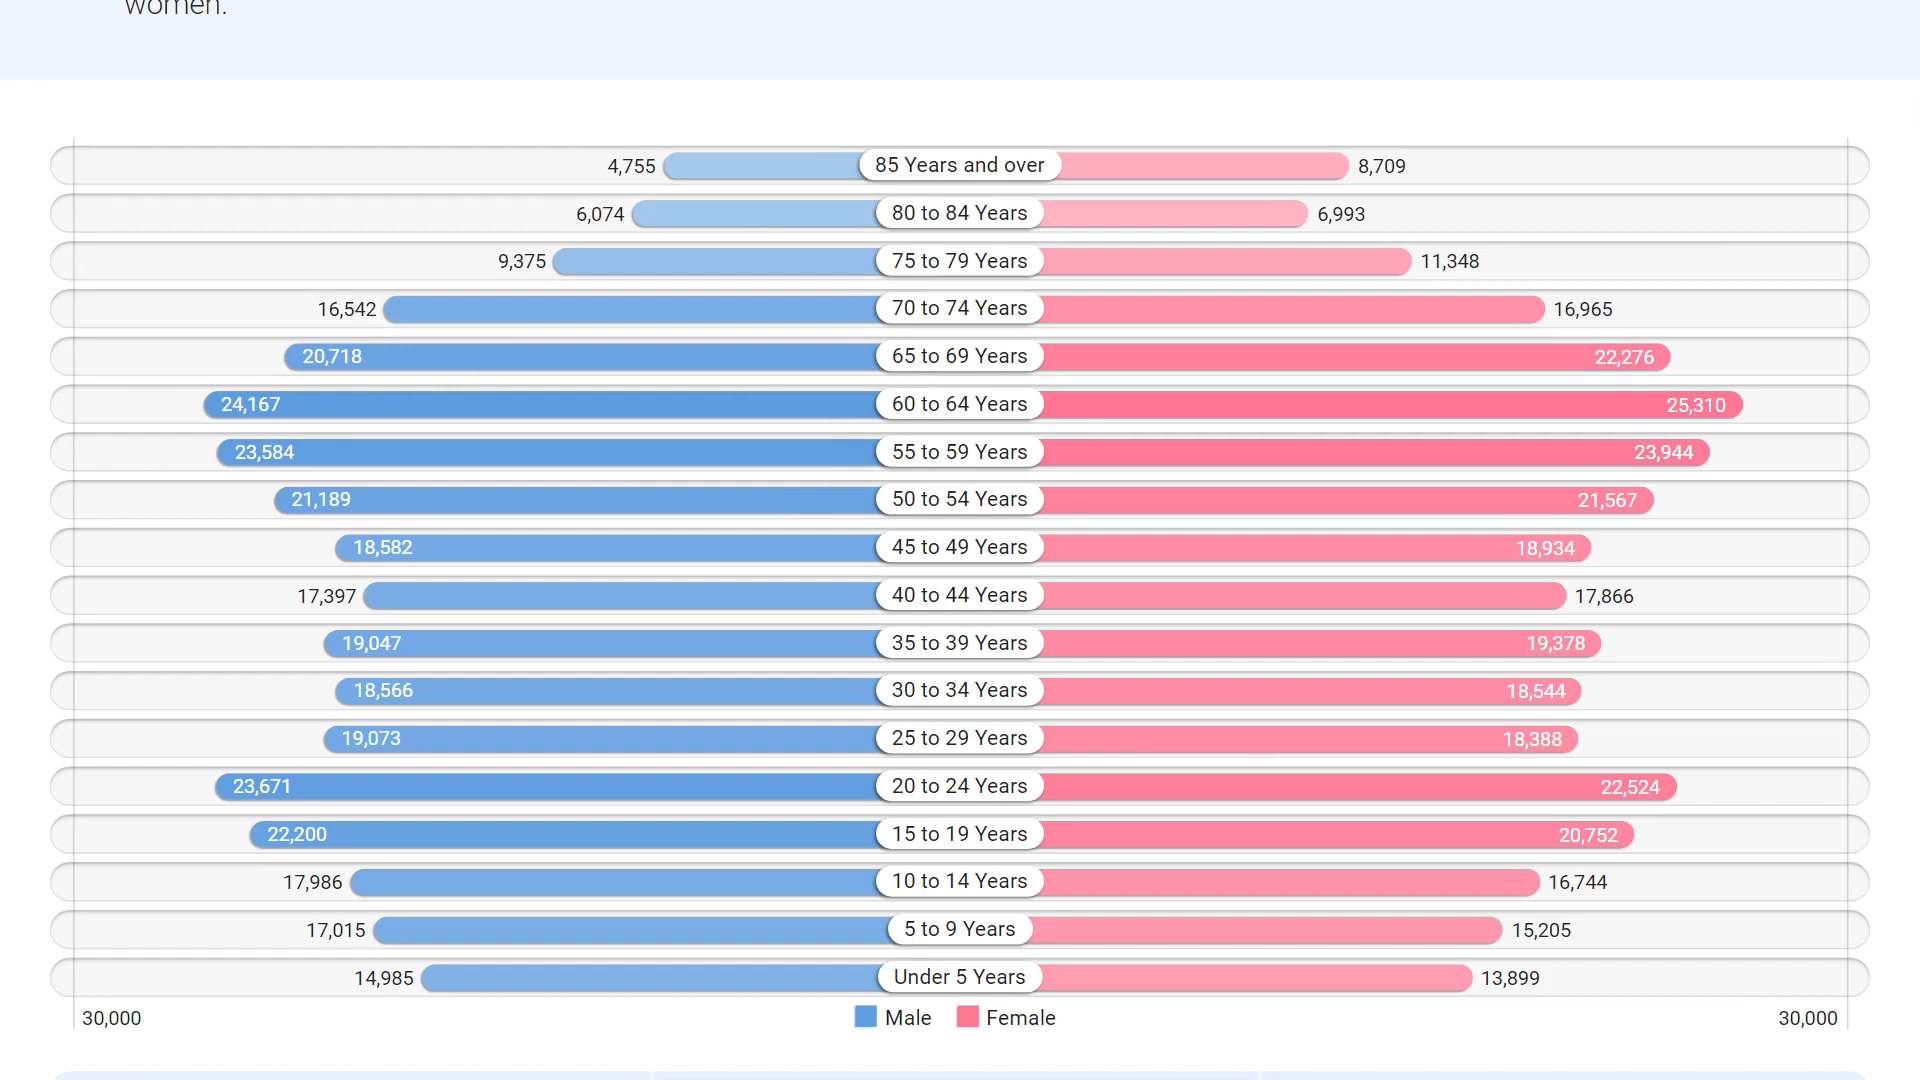 women.
4,755 85 Years and over 8,709
6,074 80 to 84 Years 6,993
9,375 75 to 79 Years 11,348
16,542 70 to 74 Years 16,965
20,718 65 to 69 Years 22,276
24,167 60 to 64 Years 25,310
23,584 55 to 59 Years 23,944
21,189 50 to 54 Years 21,567
18,582 45 to 49 Years 18,934
17,397 40 to 44 Years 17,866
19,047 35 to 39 Years 19,378
18,566 30 to 34 Years 18,544
19,073 25 to 29 Years 18,388
23,671 20 to 24 Years 22,524
22,200 15 to 19 Years 20,752
17,986 10 to 14 Years 16,744
17,015 5 to 9 Years 15,205
14,985 Under 5 Years 13,899
30,000 Male Female 30,000